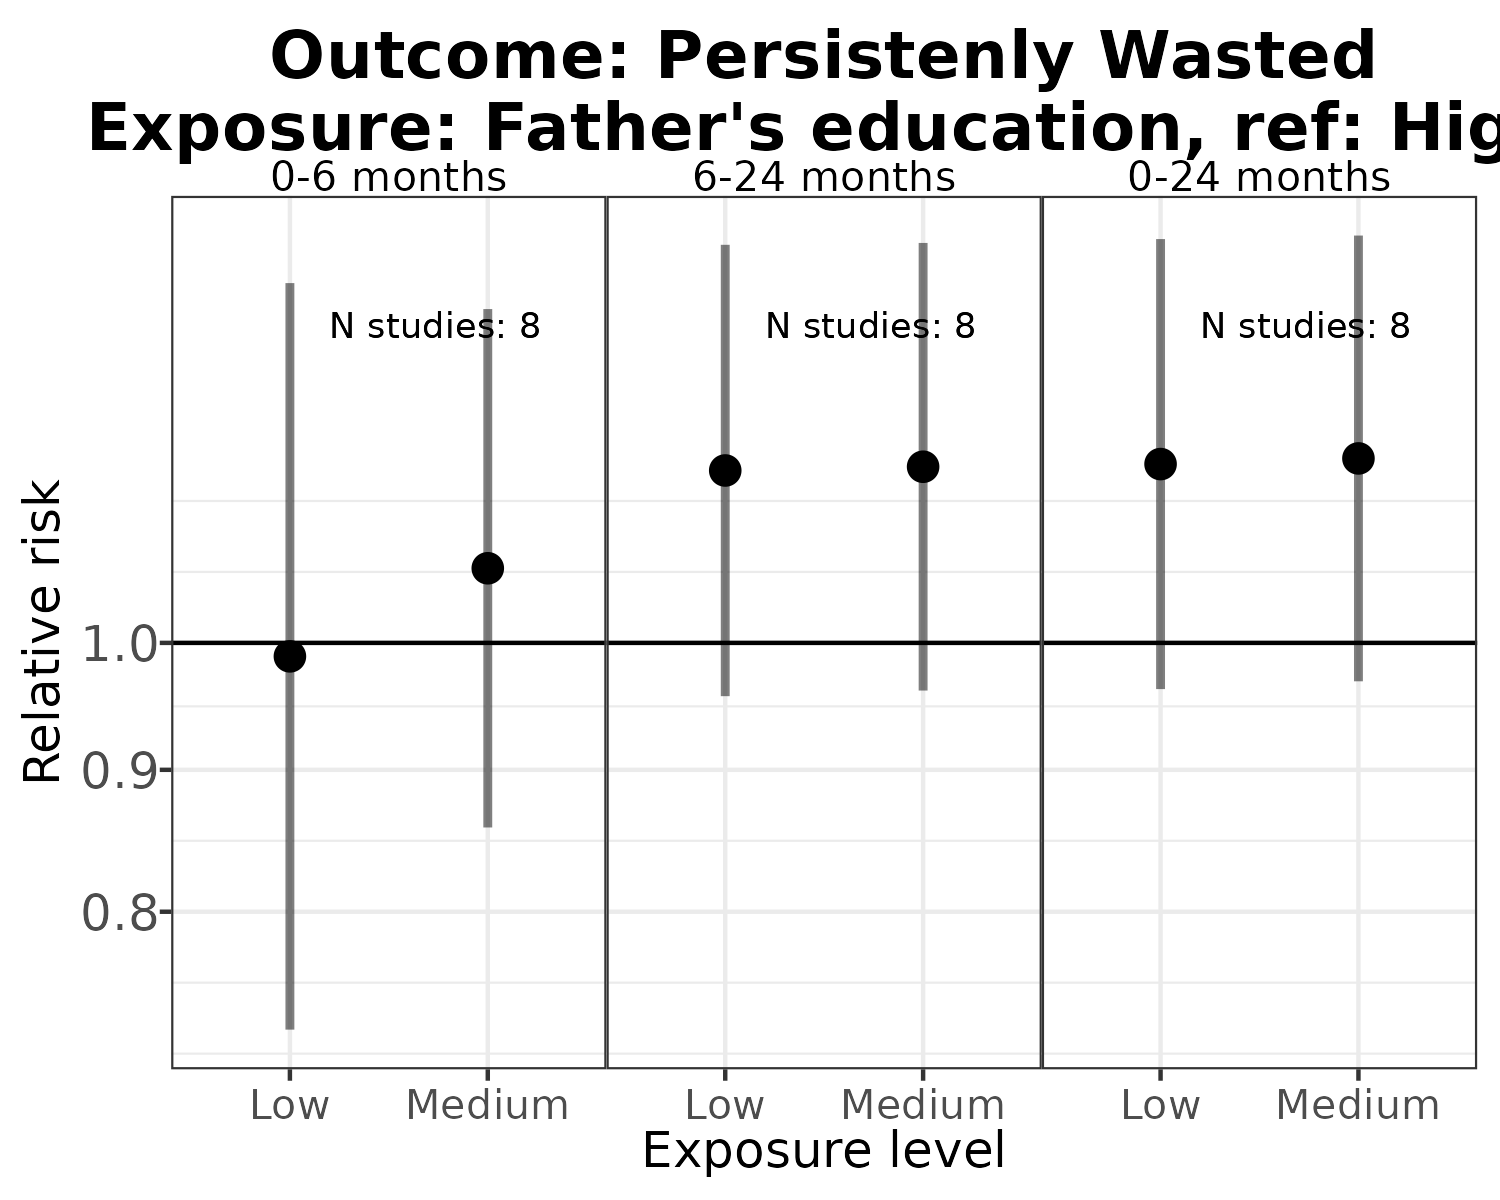 Outcome: Persistenly Wasted
Exposure: Father's education, ref: Hig
0-6 months
6-24 months
0-24 months
N studies: 8
N studies: 8
N studies: 8
Relative risk
1.0
0.9
0.8
Low
Medium
Low
Medium
Low
Medium
Exposure level